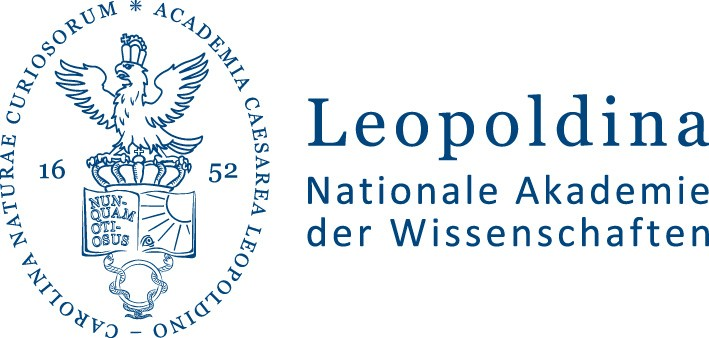 ACADEMIA CAESAREA LEOPOLDINO – CAROLINA NATURAE CURIOSORUM *
16 52
NUN-
QUAM
OTI-
OSUS
Leopoldina
Nationale Akademie
der Wissenschaften